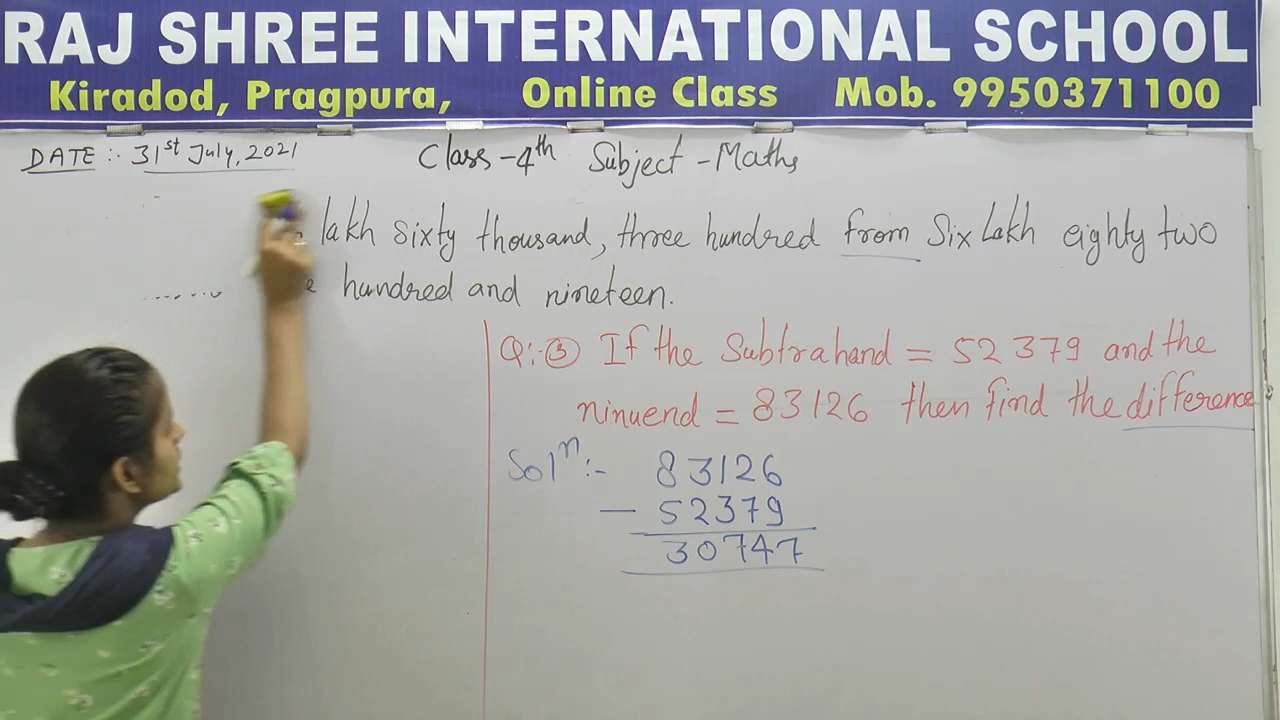 RAJ SHREE INTERNATIONAL SCHOOL
Kiradod, Pragpura, Online Class Mob. 9950371100
DATE :- 31st July, 2021 Class-4th Subject-Maths
lakh sixty thousand, three hundred from Six Lakh eighty two
hundred and nineteen.
Q:-③ If the Subtrahand = 52379 and the
ninuend = 83126 then find the difference
Solⁿ:- 83126
— 52379
30747